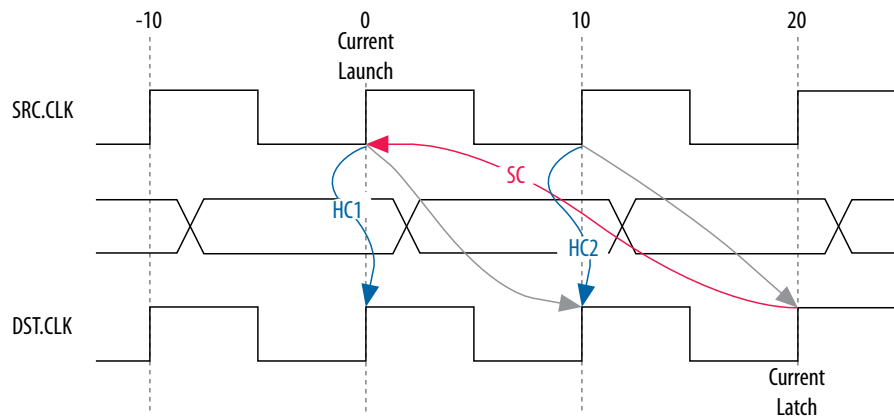 -10 0 10 20
Current
Launch
SRC.CLK
SC
HC1
HC2
DST.CLK
Current
Latch